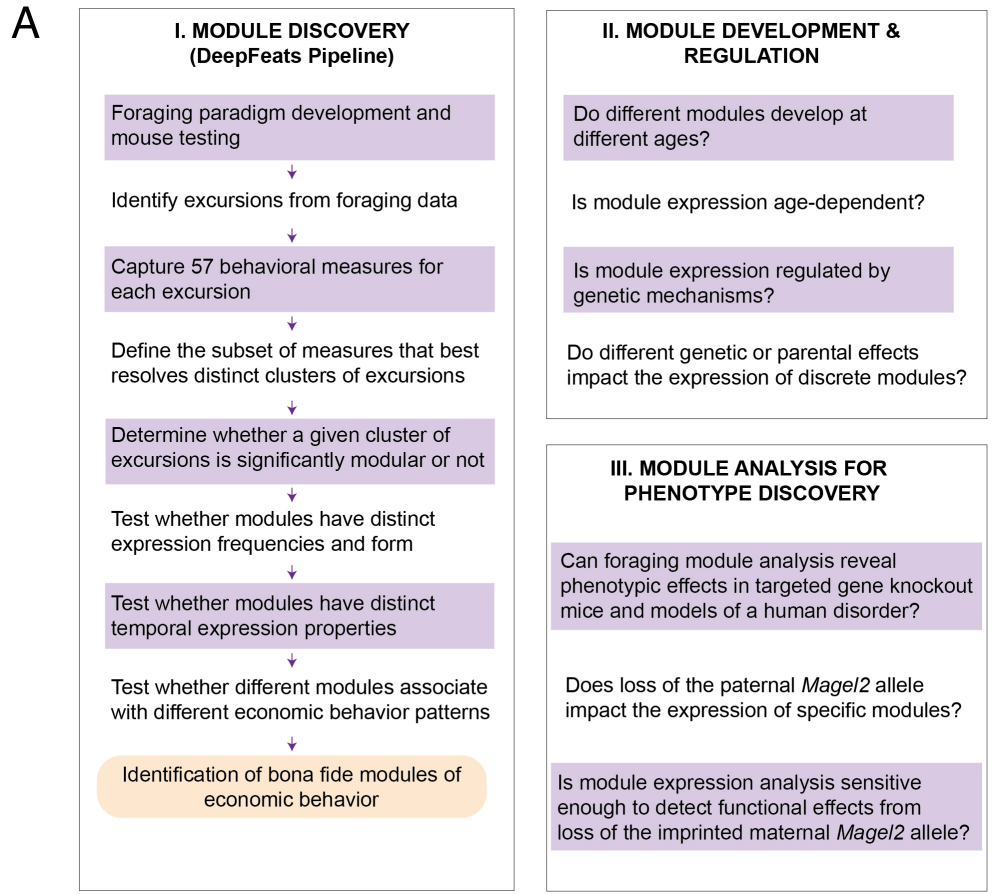 A
I. MODULE DISCOVERY
(DeepFeats Pipeline)
Foraging paradigm development and
mouse testing
Identify excursions from foraging data
Capture 57 behavioral measures for
each excursion
Define the subset of measures that best
resolves distinct clusters of excursions
Determine whether a given cluster of
excursions is significantly modular or not
Test whether modules have distinct
expression frequencies and form
Test whether modules have distinct
temporal expression properties
Test whether different modules associate
with different economic behavior patterns
Identification of bona fide modules of
economic behavior
II. MODULE DEVELOPMENT &
REGULATION
Do different modules develop at
different ages?
Is module expression age-dependent?
Is module expression regulated by
genetic mechanisms?
Do different genetic or parental effects
impact the expression of discrete modules?
III. MODULE ANALYSIS FOR
PHENOTYPE DISCOVERY
Can foraging module analysis reveal
phenotypic effects in targeted gene knockout
mice and models of a human disorder?
Does loss of the paternal Magel2 allele
impact the expression of specific modules?
Is module expression analysis sensitive
enough to detect functional effects from
loss of the imprinted maternal Magel2 allele?